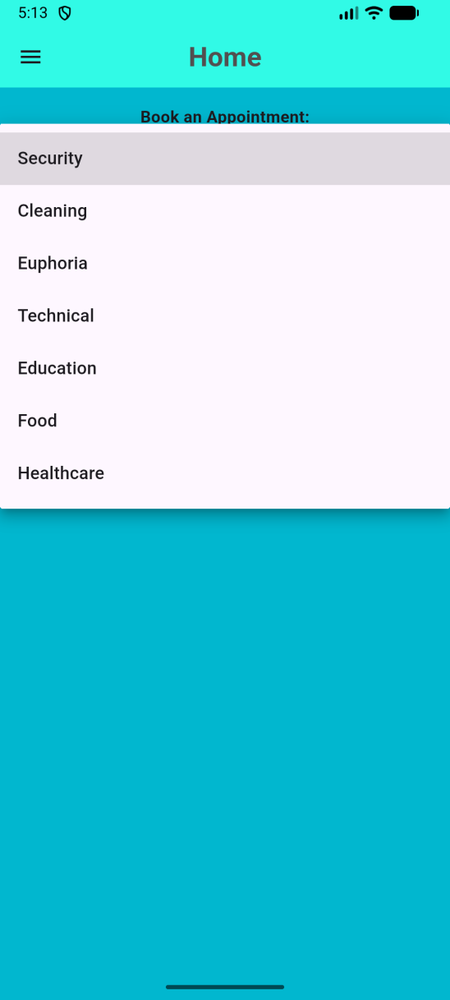 5:13
Home
Book an Appointment:
Security
Cleaning
Euphoria
Technical
Education
Food
Healthcare